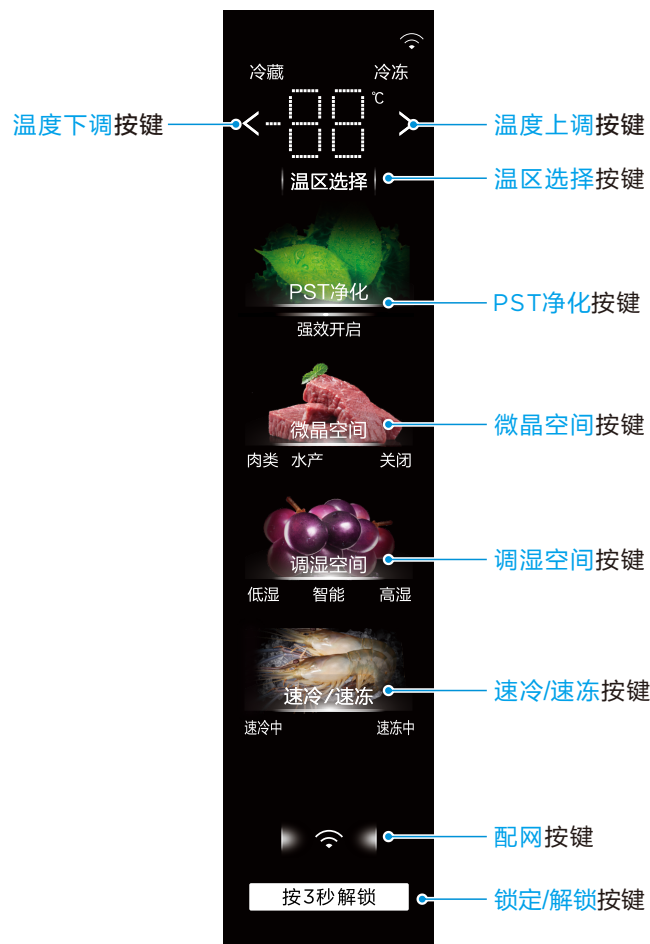 冷藏 冷冻
-88℃
温度下调按键
温度上调按键
温区选择
温区选择按键
PST净化
PST净化按键
强效开启
微晶空间
微晶空间按键
肉类 水产 关闭
调湿空间
调湿空间按键
低湿 智能 高湿
速冷/速冻
速冷/速冻按键
速冷中 速冻中
配网按键
按3秒解锁
锁定/解锁按键